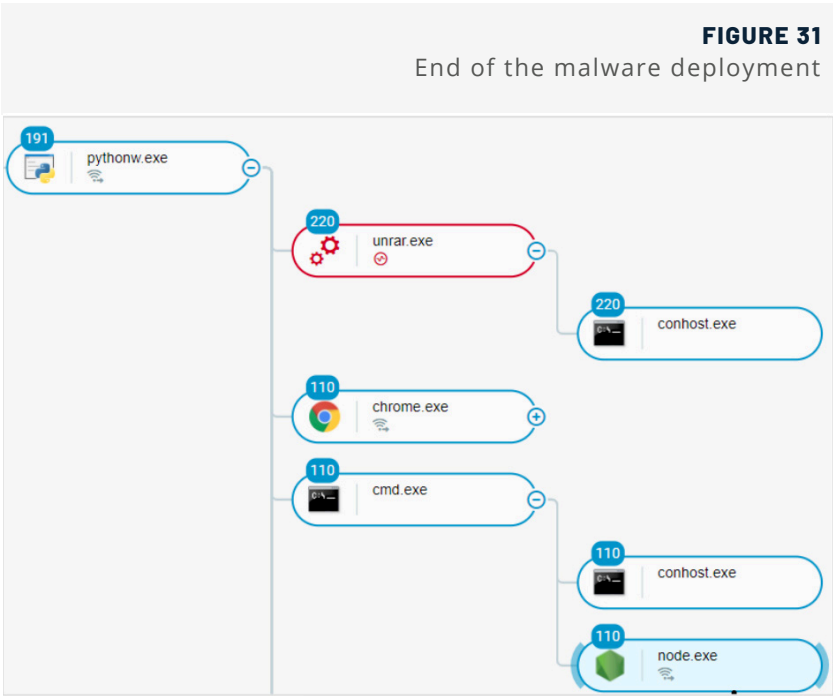 FIGURE 31
End of the malware deployment
191
pythonw.exe
220
unrar.exe
220
conhost.exe
110
chrome.exe
110
cmd.exe
110
conhost.exe
110
node.exe